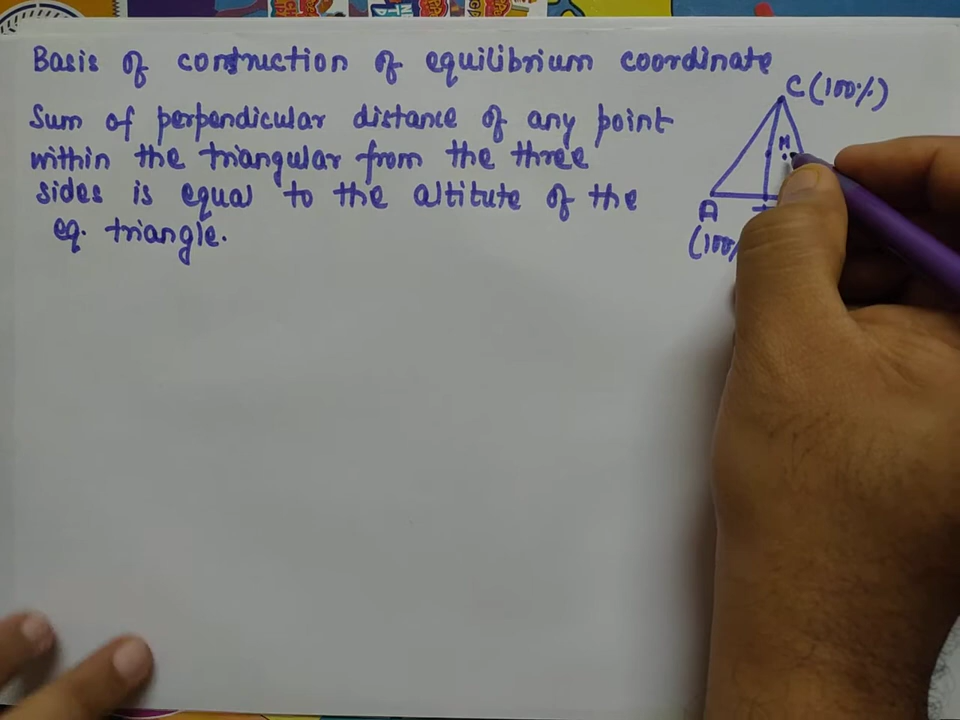 Basis of construction of equilibrium coordinate
C (100%)
Sum of perpendicular distance of any point
within the triangular from the three
sides is equal to the altitute of the
eq. triangle.
M
A
(100%